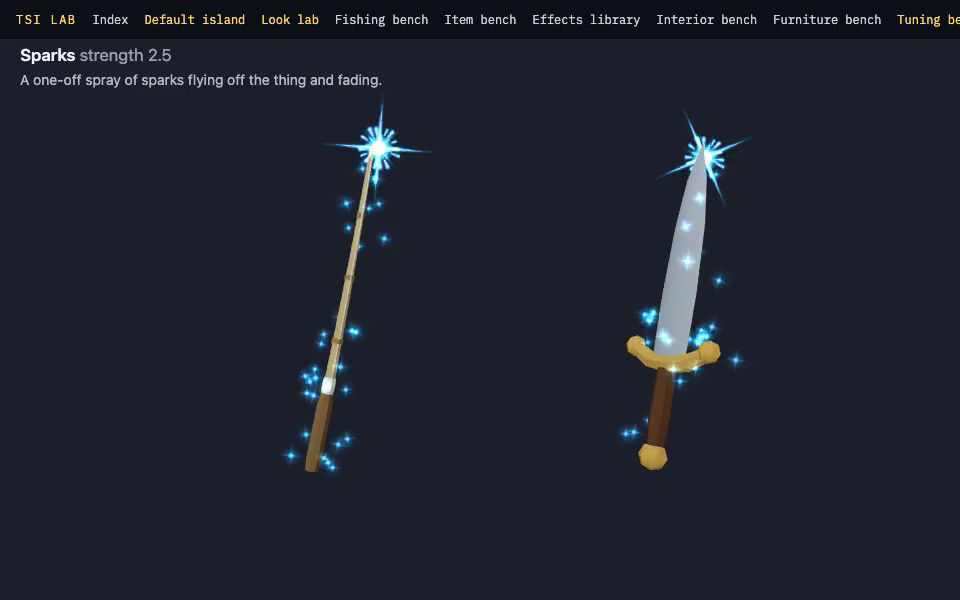 TSI LAB Index Default island Look lab Fishing bench Item bench Effects library Interior bench Furniture bench Tuning
Sparks strength 2.5
A one-off spray of sparks flying off the thing and fading.